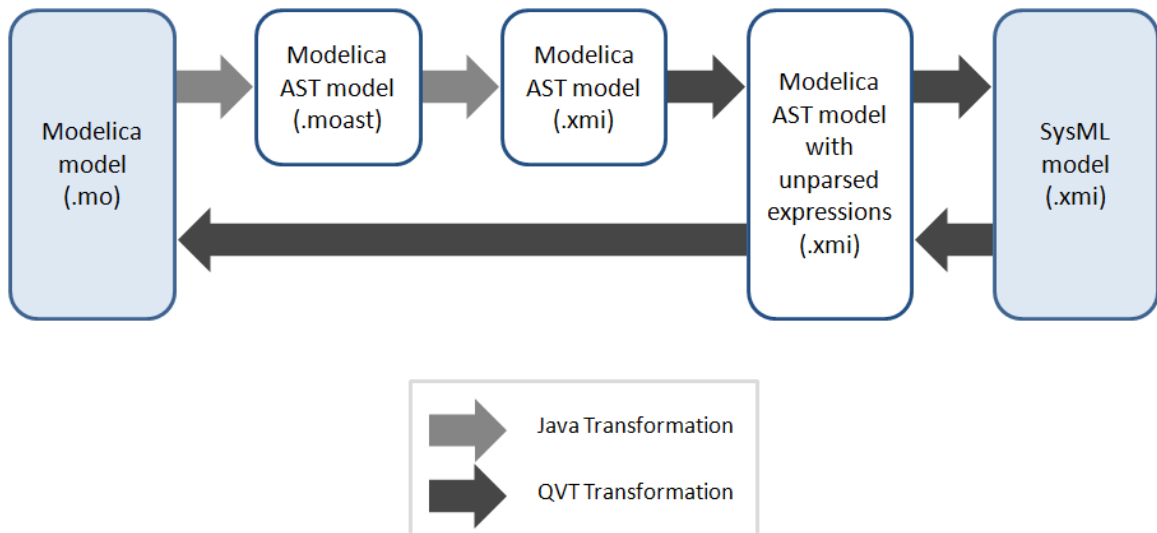 Modelica
model
(.mo)
Modelica
AST model
(.moast)
Modelica
AST model
(.xmi)
Modelica
AST model
with
unparsed
expressions
(.xmi)
SysML
model
(.xmi)
Java Transformation
QVT Transformation